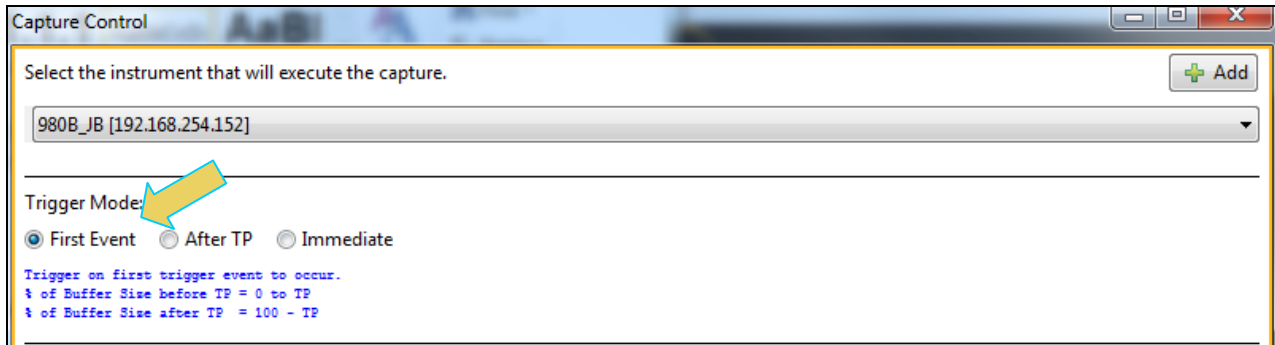 Capture Control
AaBl
Select the instrument that will execute the capture.
Add
980B_JB [192.168.254.152]
Trigger Mode:
First Event After TP Immediate
Trigger on first trigger event to occur.
% of Buffer Size before TP = 0 to TP
% of Buffer Size after TP = 100 - TP